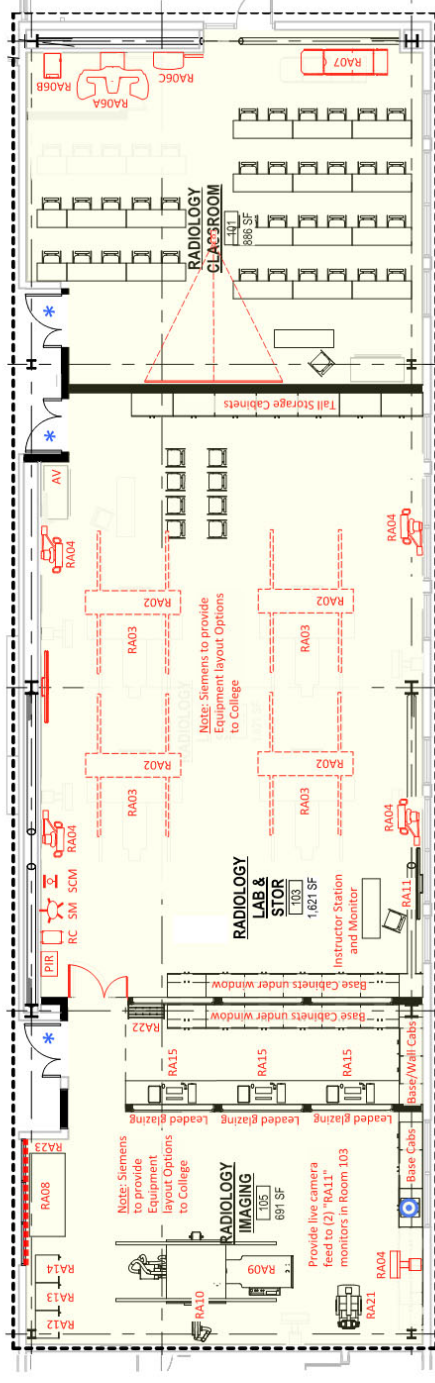 RA06B
RA06A
RA06C
RA07
RADIOLOGY
CLASSROOM
101
886 SF
*
*
Tall Storage Cabinets
AV
RA04
RA04
RA02
RA03
RA02
RA03
Note: Siemens to provide
Equipment layout Options
to College
RA02
RA03
RA02
RA03
RA04
RA04
SCM
SM
RC
PIR
RADIOLOGY
LAB &
STOR
103
1,621 SF
RA11
Instructor Station
and Monitor
Base Cabinets under window
Base Cabinets under window
*
RA22
RA15
RA15
RA15
Leaded glazing
Leaded glazing
Leaded glazing
Base/Wall Cabs
Base Cabs
RA23
RA08
Note: Siemens
to provide
Equipment
layout Options
to College
RADIOLOGY
IMAGING
105
691 SF
Provide live camera
feed to (2) "RA11"
monitors in Room 103
RA14
RA13
RA12
RA10
RA09
RA04
RA21